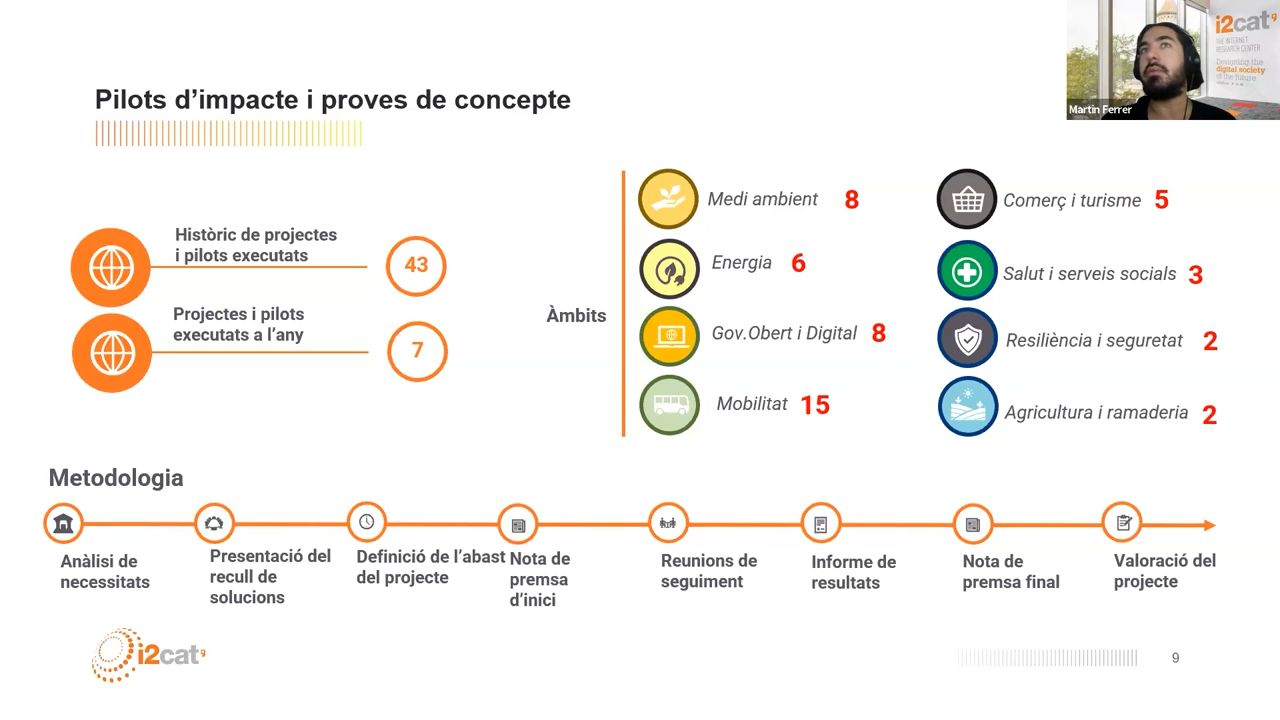 Pilots d’impacte i proves de concepte
i2cat
THE INTERNET
RESEARCH CENTER
Designing the
digital society
of the future
Martin Ferrer
Històric de projectes
i pilots executats
43
Projectes i pilots
executats a l’any
7
Àmbits
Medi ambient 8
Energia 6
Gov.Obert i Digital 8
Mobilitat 15
Comerç i turisme 5
Salut i serveis socials 3
Resiliència i seguretat 2
Agricultura i ramaderia 2
Metodologia
Anàlisi de
necessitats
Presentació del
recull de
solucions
Definició de l’abast
del projecte
Nota de
premsa
d’inici
Reunions de
seguiment
Informe de
resultats
Nota de
premsa final
Valoració del
projecte
i2cat
9